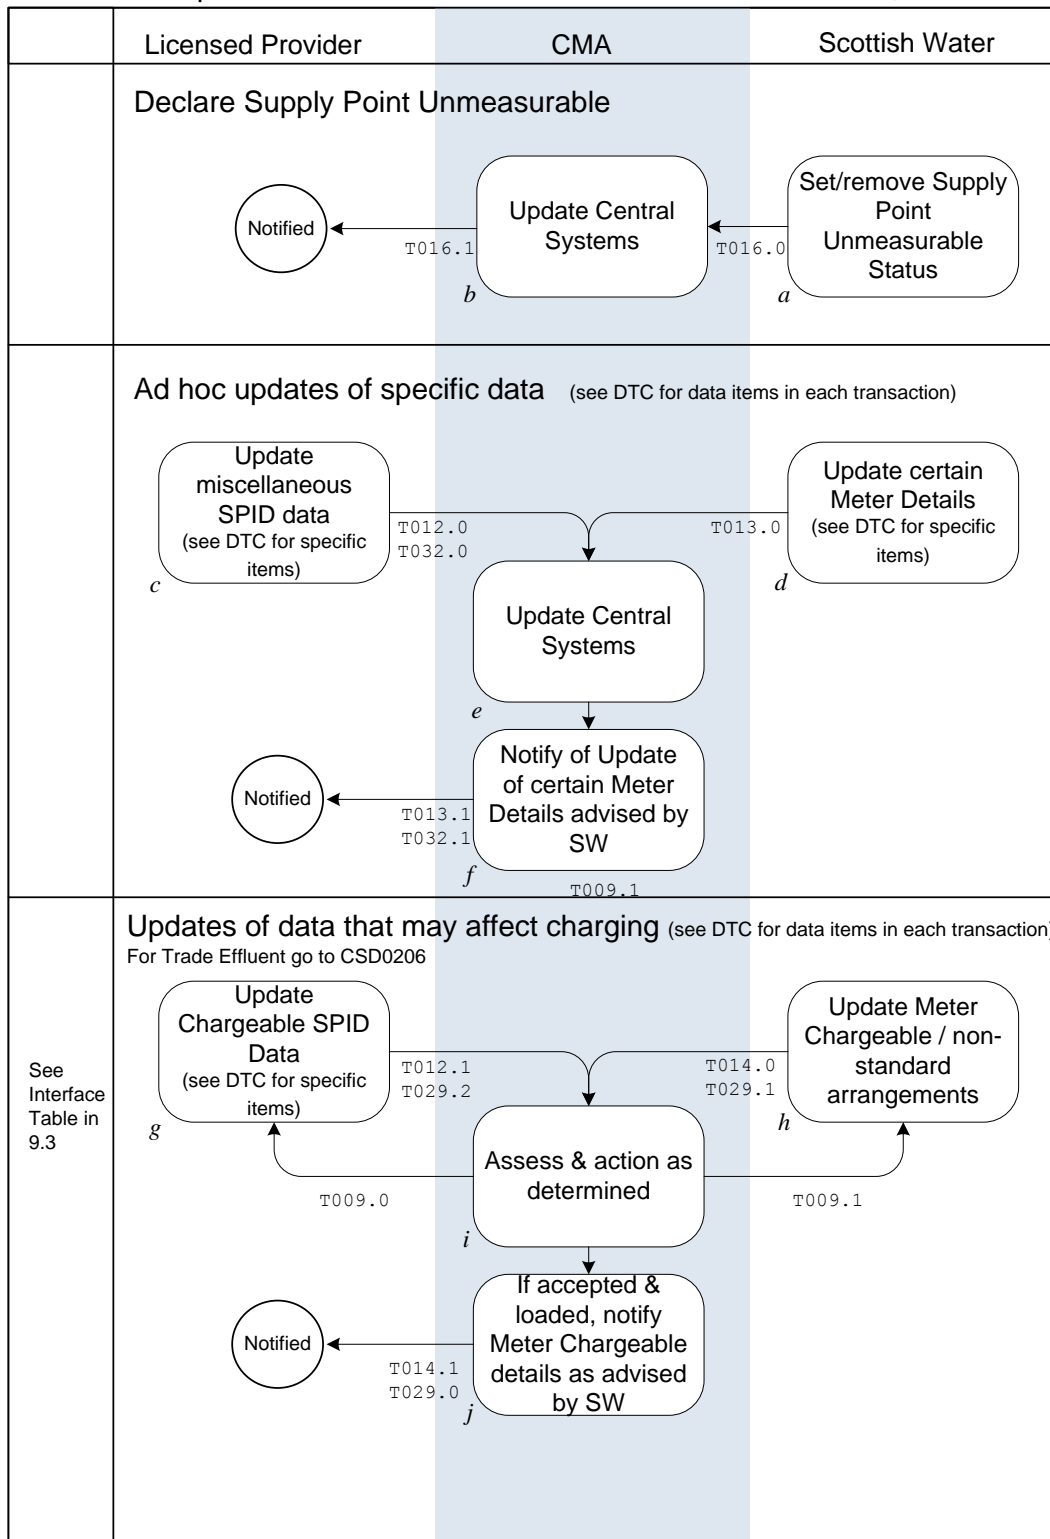 Licensed Provider
CMA
Scottish Water
Declare Supply Point Unmeasurable
Notified
T016.1
Update Central
Systems
b
T016.0
Set/remove Supply
Point
Unmeasurable
Status
a
Ad hoc updates of specific data (see DTC for data items in each transaction)
Update
miscellaneous
SPID data
(see DTC for specific
items)
c
T012.0
T032.0
T013.0
Update certain
Meter Details
(see DTC for specific
items)
d
Update Central
Systems
e
Notified
T013.1
T032.1
Notify of Update
of certain Meter
Details advised by
SW
f
T009.1
Updates of data that may affect charging (see DTC for data items in each transaction)
For Trade Effluent go to CSD0206
See
Interface
Table in
9.3
Update
Chargeable SPID
Data
(see DTC for specific
items)
g
T012.1
T029.2
T014.0
T029.1
Update Meter
Chargeable / non-
standard
arrangements
h
T009.0
Assess & action as
determined
i
T009.1
Notified
T014.1
T029.0
If accepted &
loaded, notify
Meter Chargeable
details as advised
by SW
j